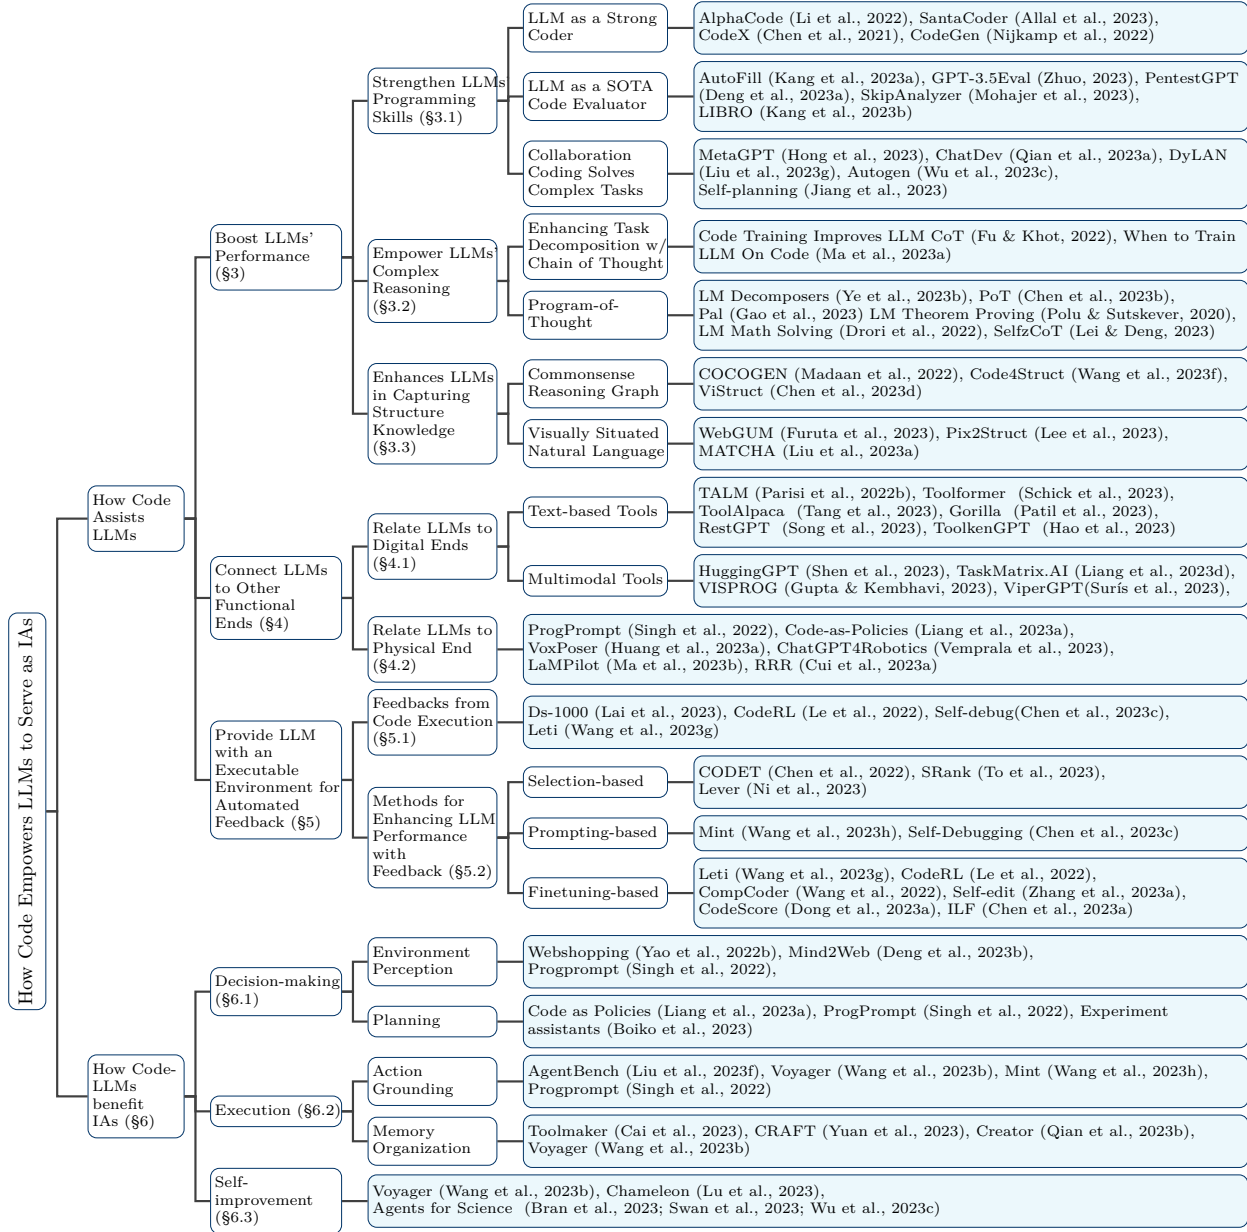 How Code Empowers LLMs to Serve as IAs
How Code
Assists
LLMs
Boost LLMs'
Performance
(§3)
Strengthen LLMs'
Programming
Skills (§3.1)
LLM as a Strong
Coder
AlphaCode (Li et al., 2022), SantaCoder (Allal et al., 2023),
CodeX (Chen et al., 2021), CodeGen (Nijkamp et al., 2022)
LLM as a SOTA
Code Evaluator
AutoFill (Kang et al., 2023a), GPT-3.5Eval (Zhuo, 2023), PentestGPT
(Deng et al., 2023a), SkipAnalyzer (Mohajer et al., 2023),
LIBRO (Kang et al., 2023b)
Collaboration
Coding Solves
Complex Tasks
MetaGPT (Hong et al., 2023), ChatDev (Qian et al., 2023a), DyLAN
(Liu et al., 2023g), Autogen (Wu et al., 2023c),
Self-planning (Jiang et al., 2023)
Empower LLMs'
Complex
Reasoning
(§3.2)
Enhancing Task
Decomposition w/
Chain of Thought
Code Training Improves LLM CoT (Fu & Khot, 2022), When to Train
LLM On Code (Ma et al., 2023a)
Program-of-
Thought
LM Decomposers (Ye et al., 2023b), PoT (Chen et al., 2023b),
Pal (Gao et al., 2023) LM Theorem Proving (Polu & Sutskever, 2020),
LM Math Solving (Drori et al., 2022), SelfzCoT (Lei & Deng, 2023)
Enhances LLMs
in Capturing
Structure
Knowledge
(§3.3)
Commonsense
Reasoning Graph
COCOGEN (Madaan et al., 2022), Code4Struct (Wang et al., 2023f),
ViStruct (Chen et al., 2023d)
Visually Situated
Natural Language
WebGUM (Furuta et al., 2023), Pix2Struct (Lee et al., 2023),
MATCHA (Liu et al., 2023a)
Connect LLMs
to Other
Functional
Ends (§4)
Relate LLMs to
Digital Ends
(§4.1)
Text-based Tools
TALM (Parisi et al., 2022b), Toolformer (Schick et al., 2023),
ToolAlpaca (Tang et al., 2023), Gorilla (Patil et al., 2023),
RestGPT (Song et al., 2023), ToolkenGPT (Hao et al., 2023)
Multimodal Tools
HuggingGPT (Shen et al., 2023), TaskMatrix.AI (Liang et al., 2023d),
VISPROG (Gupta & Kembhavi, 2023), ViperGPT(Surís et al., 2023),
Relate LLMs to
Physical End
(§4.2)
ProgPrompt (Singh et al., 2022), Code-as-Policies (Liang et al., 2023a),
VoxPoser (Huang et al., 2023a), ChatGPT4Robotics (Vemprala et al., 2023),
LaMPilot (Ma et al., 2023b), RRR (Cui et al., 2023a)
Provide LLM
with an
Executable
Environment for
Automated
Feedback (§5)
Feedbacks from
Code Execution
(§5.1)
Ds-1000 (Lai et al., 2023), CodeRL (Le et al., 2022), Self-debug(Chen et al., 2023c),
Leti (Wang et al., 2023g)
Methods for
Enhancing LLM
Performance
with
Feedback (§5.2)
Selection-based
CODET (Chen et al., 2022), SRank (To et al., 2023),
Lever (Ni et al., 2023)
Prompting-based
Mint (Wang et al., 2023h), Self-Debugging (Chen et al., 2023c)
Finetuning-based
Leti (Wang et al., 2023g), CodeRL (Le et al., 2022),
CompCoder (Wang et al., 2022), Self-edit (Zhang et al., 2023a),
CodeScore (Dong et al., 2023a), ILF (Chen et al., 2023a)
How Code-
LLMs
benefit
IAs (§6)
Decision-making
(§6.1)
Environment
Perception
Webshopping (Yao et al., 2022b), Mind2Web (Deng et al., 2023b),
Progprompt (Singh et al., 2022),
Planning
Code as Policies (Liang et al., 2023a), ProgPrompt (Singh et al., 2022), Experiment
assistants (Boiko et al., 2023)
Execution (§6.2)
Action
Grounding
AgentBench (Liu et al., 2023f), Voyager (Wang et al., 2023b), Mint (Wang et al., 2023h),
Progprompt (Singh et al., 2022)
Memory
Organization
Toolmaker (Cai et al., 2023), CRAFT (Yuan et al., 2023), Creator (Qian et al., 2023b),
Voyager (Wang et al., 2023b)
Self-
improvement
(§6.3)
Voyager (Wang et al., 2023b), Chameleon (Lu et al., 2023),
Agents for Science (Bran et al., 2023; Swan et al., 2023; Wu et al., 2023c)